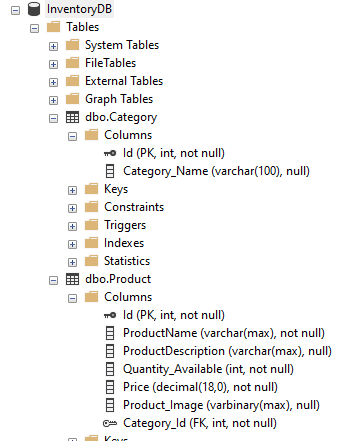 InventoryDB
Tables
System Tables
FileTables
External Tables
Graph Tables
dbo.Category
Columns
Id (PK, int, not null)
Category_Name (varchar(100), null)
Keys
Constraints
Triggers
Indexes
Statistics
dbo.Product
Columns
Id (PK, int, not null)
ProductName (varchar(max), not null)
ProductDescription (varchar(max), null)
Quantity_Available (int, not null)
Price (decimal(18,0), not null)
Product_Image (varbinary(max), null)
Category_Id (FK, int, not null)
Keys